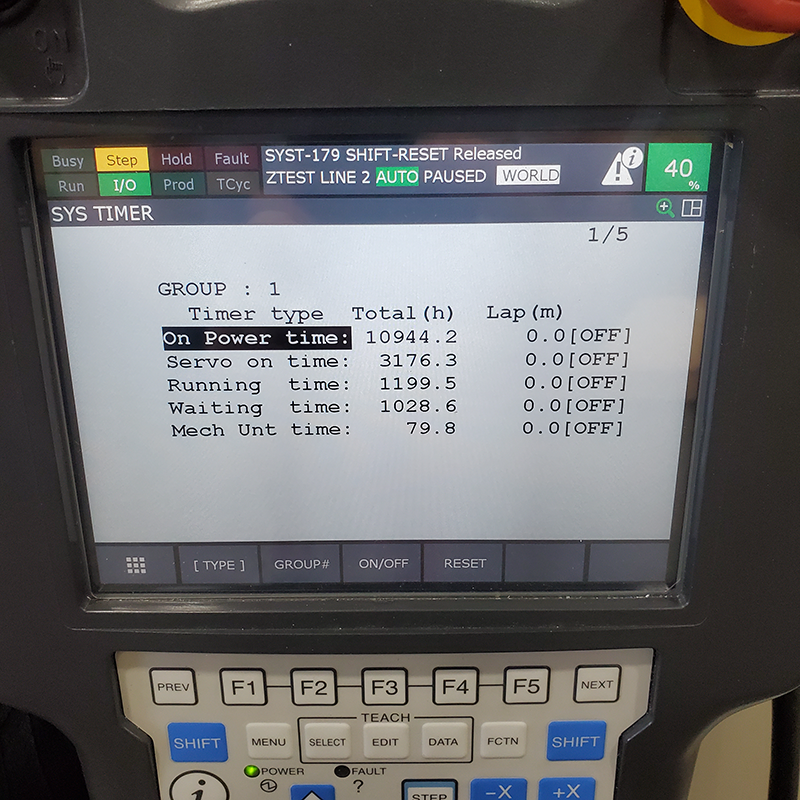 Busy Step Hold Fault SYST-179 SHIFT-RESET Released
Run I/O Prod TCyc ZTEST LINE 2 AUTO PAUSED WORLD 40 %
SYS TIMER
1/5
GROUP : 1
Timer type Total(h) Lap(m)
On Power time: 10944.2 0.0[OFF]
Servo on time: 3176.3 0.0[OFF]
Running time: 1199.5 0.0[OFF]
Waiting time: 1028.6 0.0[OFF]
Mech Unt time: 79.8 0.0[OFF]
[ TYPE ] GROUP# ON/OFF RESET
PREV F1 F2 F3 F4 F5 NEXT
TEACH
SHIFT MENU SELECT EDIT DATA FCTN SHIFT
POWER FAULT
i ? STEP -X +X